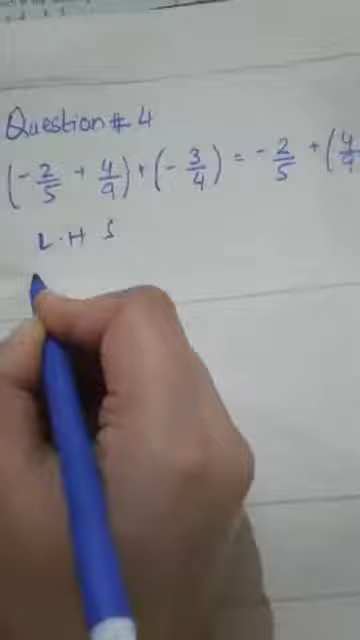 Question # 4
(-2/5 + 4/9) + (-3/4) = -2/5 + (4/9
L.H S